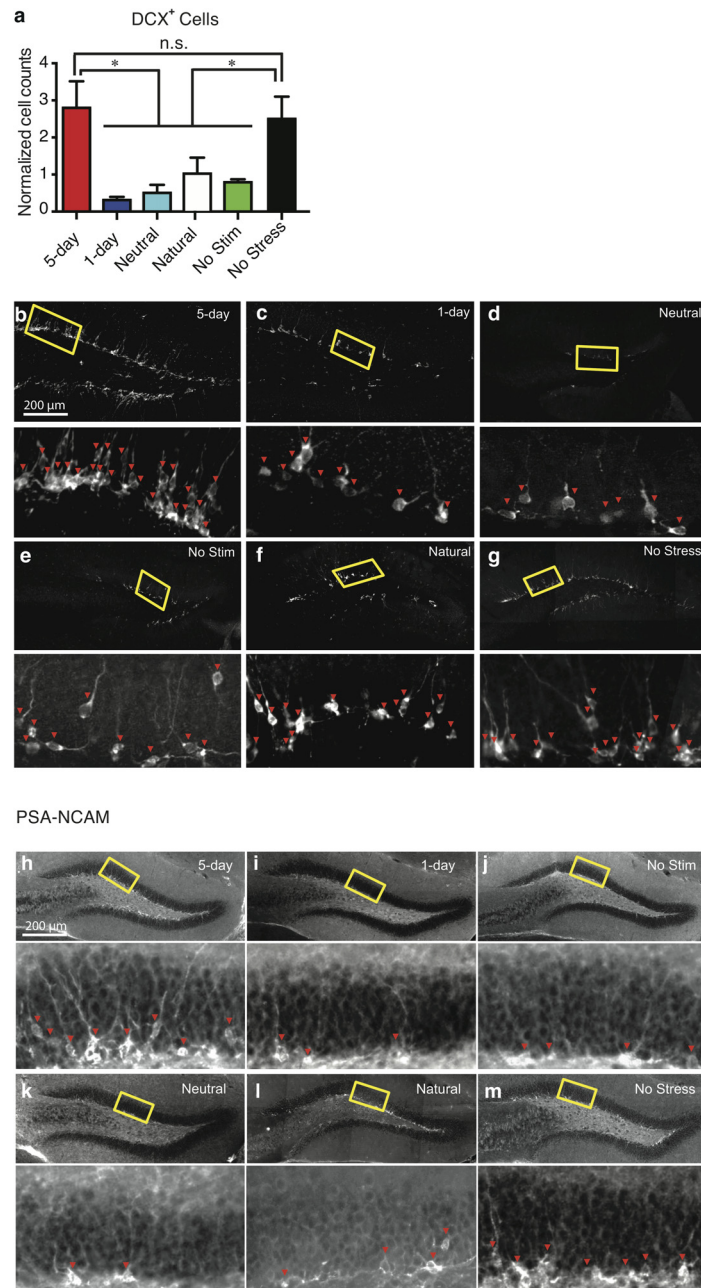 a
DCX+ Cells
n.s.
*
*
Normalized cell counts
4
3
2
1
0
5-day
1-day
Neutral
Natural
No Stim
No Stress
b
5-day
200 µm
c
1-day
d
Neutral
e
No Stim
f
Natural
g
No Stress
PSA-NCAM
h
5-day
200 µm
i
1-day
j
No Stim
k
Neutral
l
Natural
m
No Stress